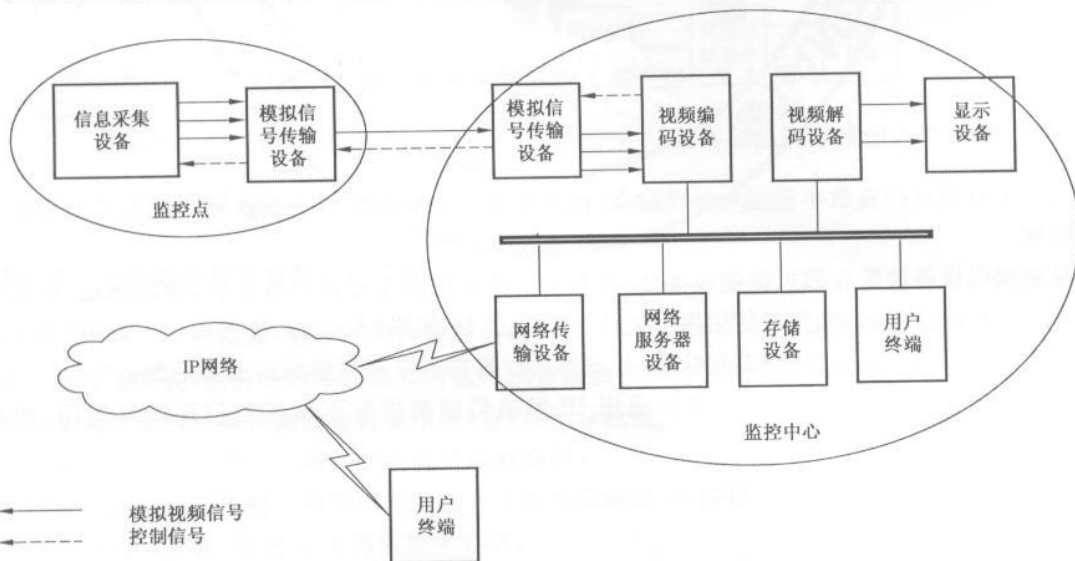 信息采集
设备
模拟信
号传输
设备
监控点
模拟信
号传输
设备
视频编
码设备
视频解
码设备
显示
设备
网络传
输设备
网络
服务器
设备
存储
设备
用户
终端
监控中心
IP网络
用户
终端
模拟视频信号
控制信号